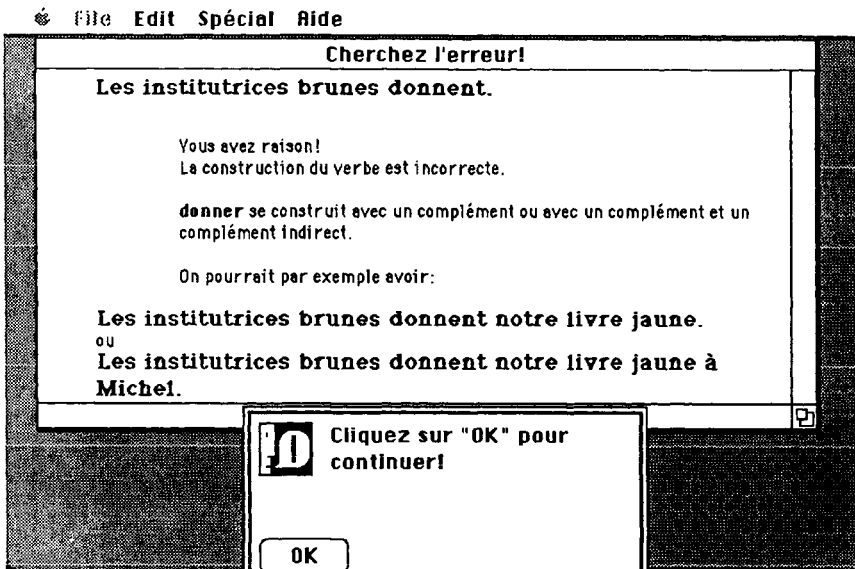 File Edit Spécial Aide
Cherchez l'erreur!
Les institutrices brunes donnent.
Vous avez raison!
La construction du verbe est incorrecte.
donner se construit avec un complément ou avec un complément et un
complément indirect.
On pourrait par exemple avoir:
Les institutrices brunes donnent notre livre jaune.
ou
Les institutrices brunes donnent notre livre jaune à
Michel.
Cliquez sur "OK" pour
continuer!
OK